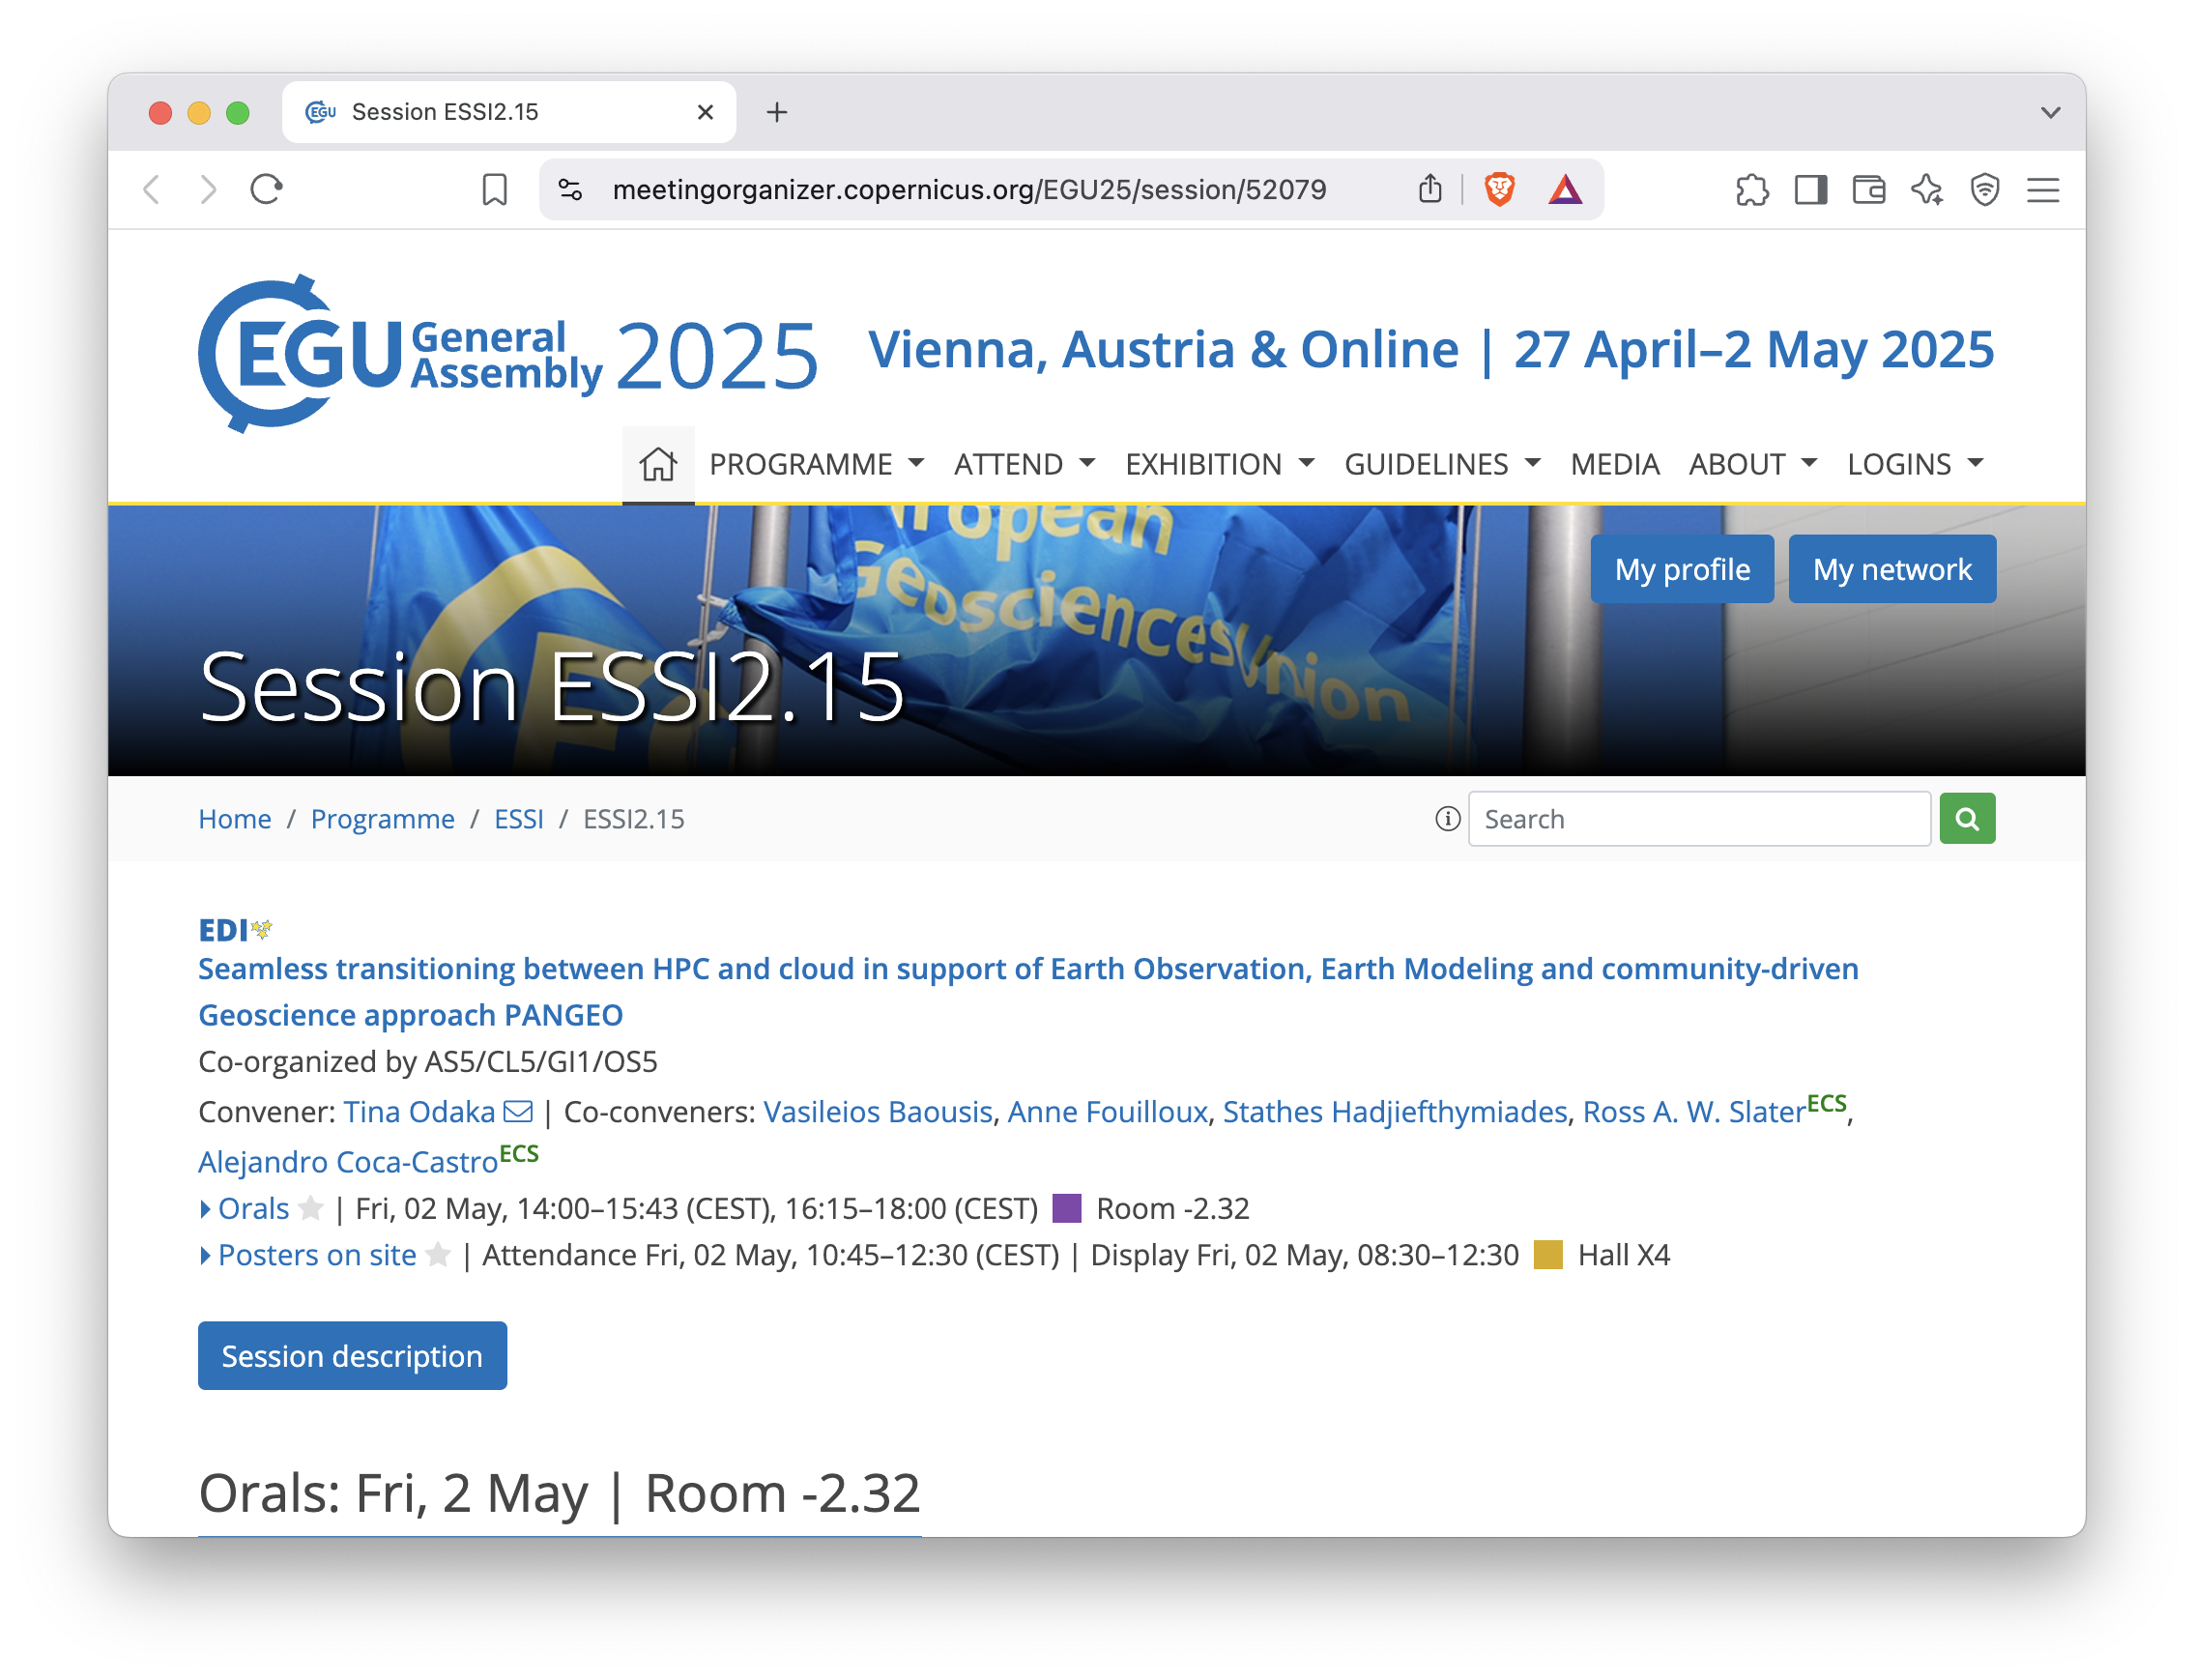 EGU Session ESSI2.15
meetingorganizer.copernicus.org/EGU25/session/52079
EGU General Assembly 2025
Vienna, Austria & Online | 27 April–2 May 2025
PROGRAMME ATTEND EXHIBITION GUIDELINES MEDIA ABOUT LOGINS
ropean
Geosciences
Union
My profile My network
Session ESSI2.15
Home / Programme / ESSI / ESSI2.15
Search
EDI
Seamless transitioning between HPC and cloud in support of Earth Observation, Earth Modeling and community-driven
Geoscience approach PANGEO
Co-organized by AS5/CL5/GI1/OS5
Convener: Tina Odaka | Co-conveners: Vasileios Baousis, Anne Fouilloux, Stathes Hadjiefthymiades, Ross A. W. Slater ECS,
Alejandro Coca-Castro ECS
Orals | Fri, 02 May, 14:00–15:43 (CEST), 16:15–18:00 (CEST) Room -2.32
Posters on site | Attendance Fri, 02 May, 10:45–12:30 (CEST) | Display Fri, 02 May, 08:30–12:30 Hall X4
Session description
Orals: Fri, 2 May | Room -2.32